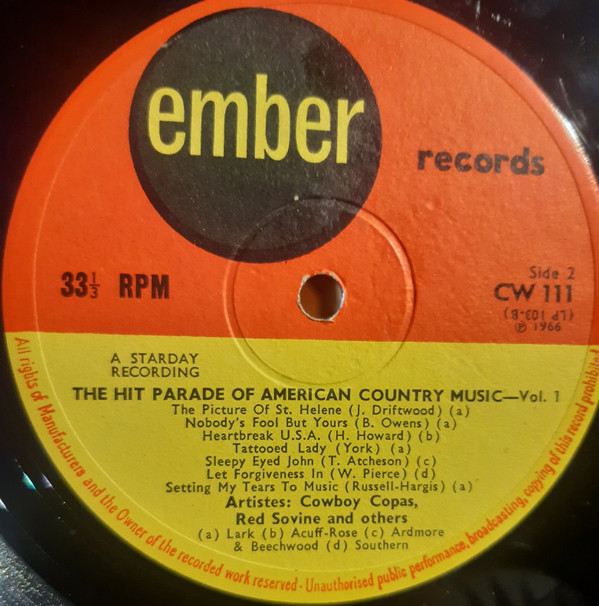 ember
records
33⅓ RPM
Side 2
CW 111
(LP 103-B)
℗ 1966
A STARDAY
RECORDING
THE HIT PARADE OF AMERICAN COUNTRY MUSIC—Vol. 1
The Picture Of St. Helene (J. Driftwood) (a)
Nobody's Fool But Yours (B. Owens) (a)
Heartbreak U.S.A. (H. Howard) (b)
Tattooed Lady (York) (a)
Sleepy Eyed John (T. Atcheson) (c)
Let Forgiveness In (W. Pierce) (d)
Setting My Tears To Music (Russell-Hargis) (a)
Artistes: Cowboy Copas,
Red Sovine and others
(a) Lark (b) Acuff-Rose (c) Ardmore
& Beechwood (d) Southern
All rights of Manufacturers and the Owner of the recorded work reserved · Unauthorised public performance, broadcasting, copying of this record prohibited